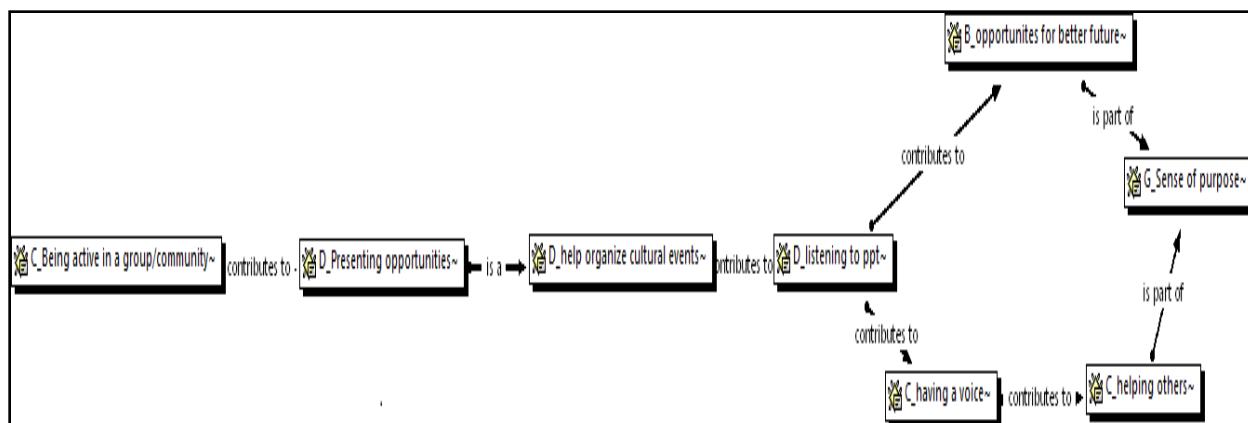 B_opportunites for better future~
is part of
contributes to
G_Sense of purpose~
C_Being active in a group/community~
contributes to
D_Presenting opportunities~
is a
D_help organize cultural events~
ontributes to
D_listening to ppt~
is part of
contributes to
C_having a voice~
contributes to
C_helping others~